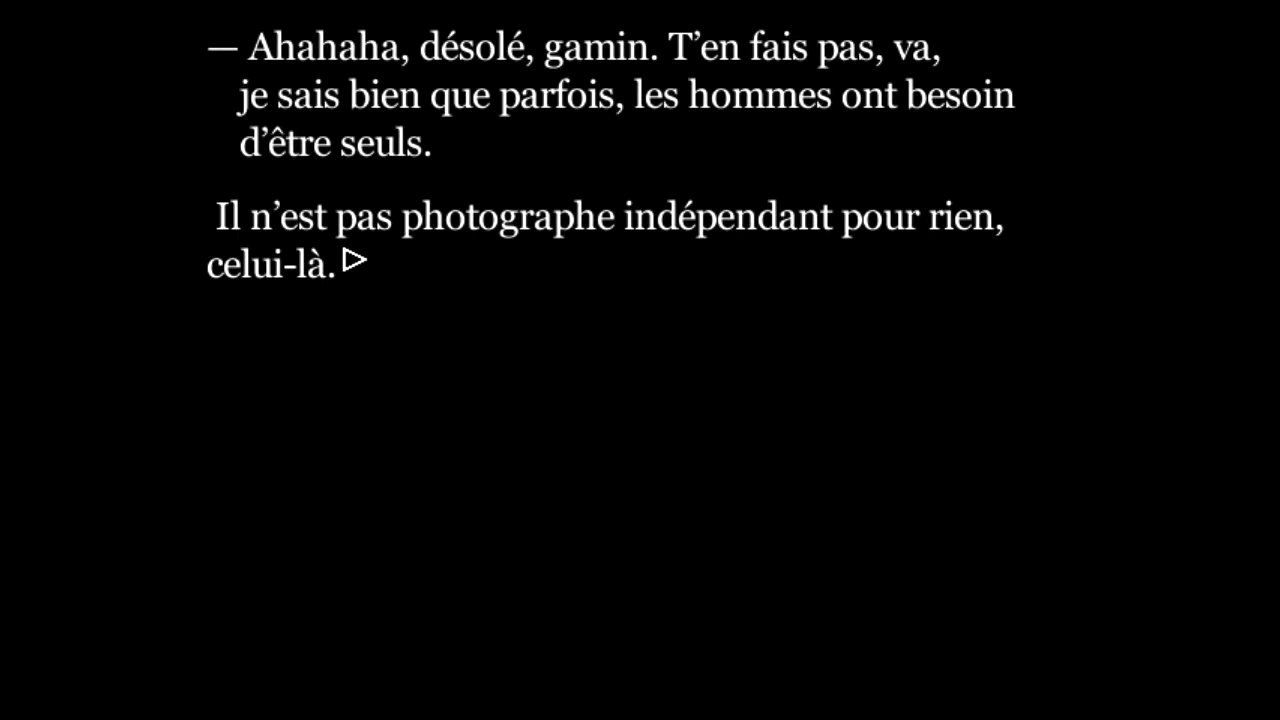 — Ahahaha, désolé, gamin. T’en fais pas, va,
je sais bien que parfois, les hommes ont besoin
d’être seuls.
Il n’est pas photographe indépendant pour rien,
celui-là.